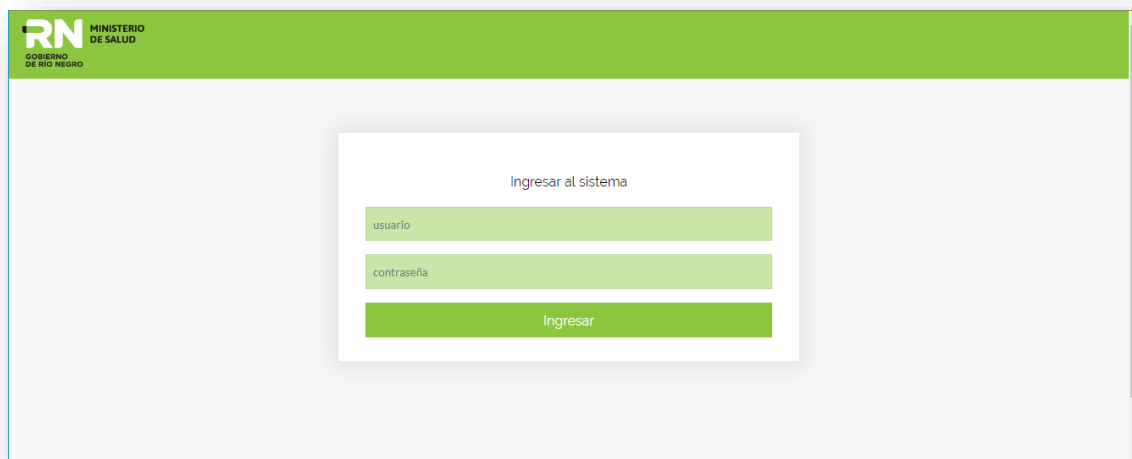 RN
MINISTERIO
DE SALUD
GOBIERNO
DE RÍO NEGRO
Ingresar al sistema
usuario
contraseña
Ingresar